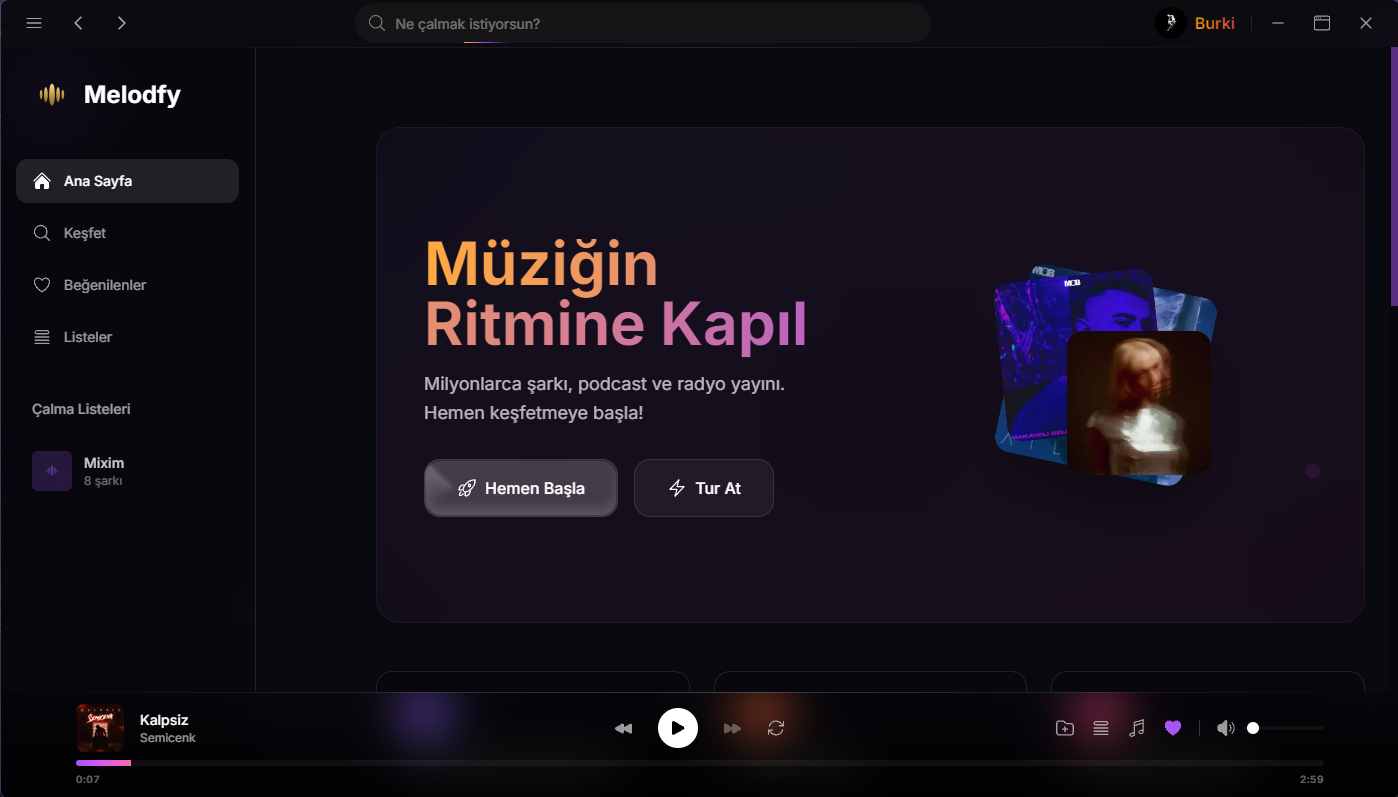 Ne çalmak istiyorsun?
Burki
Melodfy
Ana Sayfa
Keşfet
Beğenilenler
Listeler
Çalma Listeleri
Mixim
8 şarkı
Müziğin
Ritmine Kapıl
Milyonlarca şarkı, podcast ve radyo yayını.
Hemen keşfetmeye başla!
Hemen Başla
Tur At
MOB
MOB
Kalpsiz
Semicenk
0:07
2:59